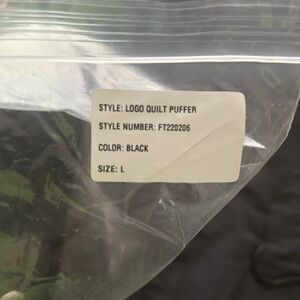 STYLE: LOGO QUILT PUFFER
STYLE NUMBER: FT220206
COLOR: BLACK
SIZE: L